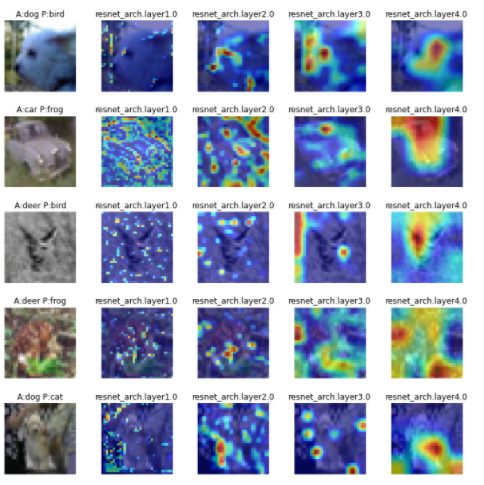 A:dog P:bird resnet_arch.layer1.0 resnet_arch.layer2.0 resnet_arch.layer3.0 resnet_arch.layer4.0
A:car P:frog resnet_arch.layer1.0 resnet_arch.layer2.0 resnet_arch.layer3.0 resnet_arch.layer4.0
A:deer P:bird resnet_arch.layer1.0 resnet_arch.layer2.0 resnet_arch.layer3.0 resnet_arch.layer4.0
A:deer P:frog resnet_arch.layer1.0 resnet_arch.layer2.0 resnet_arch.layer3.0 resnet_arch.layer4.0
A:dog P:cat resnet_arch.layer1.0 resnet_arch.layer2.0 resnet_arch.layer3.0 resnet_arch.layer4.0